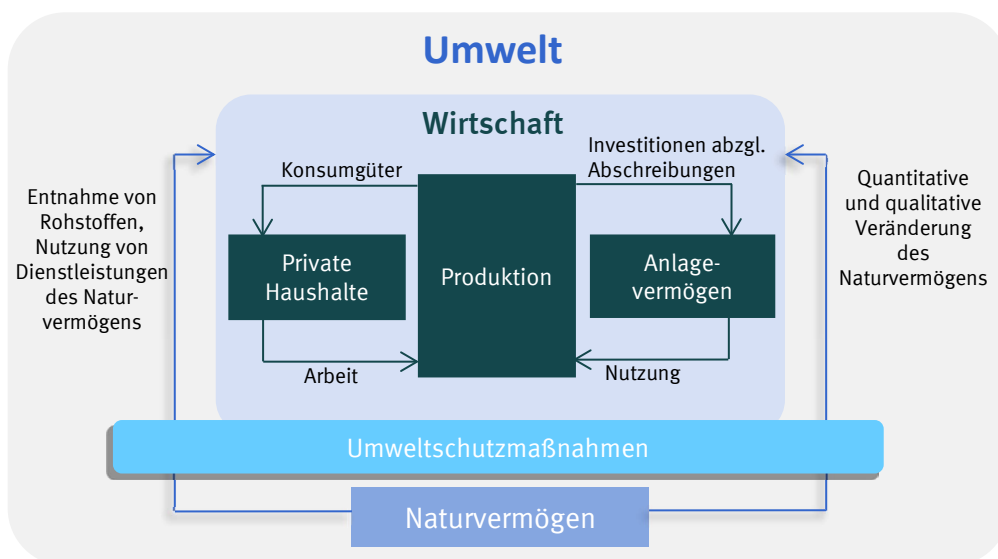 Umwelt
Wirtschaft
Konsumgüter
Investitionen abzgl.
Abschreibungen
Entnahme von
Rohstoffen,
Nutzung von
Dienstleistungen
des Natur-
vermögens
Private
Haushalte
Produktion
Anlage-
vermögen
Quantitative
und qualitative
Veränderung
des
Naturvermögens
Arbeit
Nutzung
Umweltschutzmaßnahmen
Naturvermögen